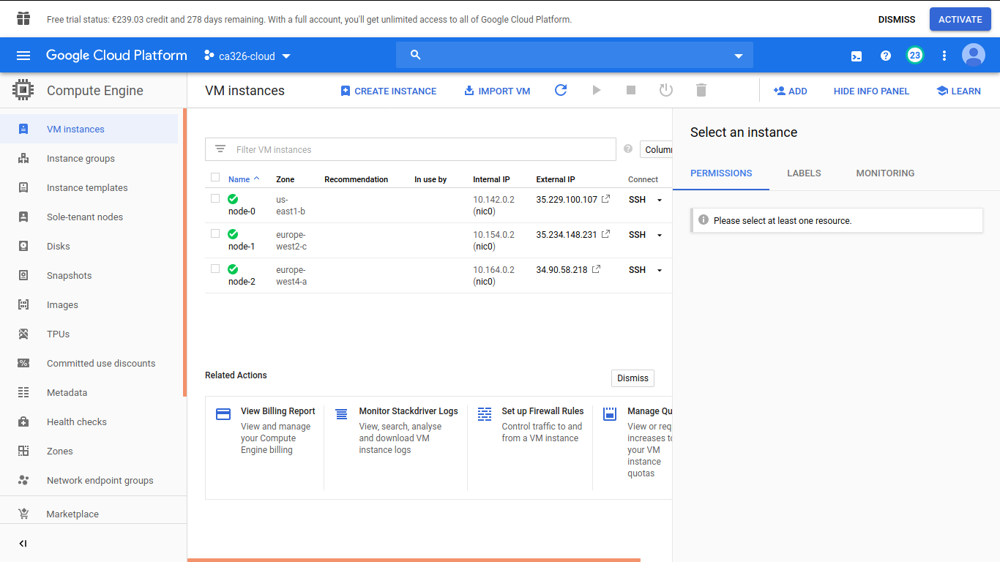 Free trial status: €239.03 credit and 278 days remaining. With a full account, you'll get unlimited access to all of Google Cloud Platform.
DISMISS
ACTIVATE
Google Cloud Platform
ca326-cloud
23
Compute Engine
VM instances
Instance groups
Instance templates
Sole-tenant nodes
Disks
Snapshots
Images
TPUs
Committed use discounts
Metadata
Health checks
Zones
Network endpoint groups
Marketplace
VM instances
CREATE INSTANCE
IMPORT VM
ADD
HIDE INFO PANEL
LEARN
Filter VM instances
Colum
Name Zone Recommendation In use by Internal IP External IP Connect
node-0
us-
east1-b
10.142.0.2
(nic0)
35.229.100.107
SSH
node-1
europe-
west2-c
10.154.0.2
(nic0)
35.234.148.231
SSH
node-2
europe-
west4-a
10.164.0.2
(nic0)
34.90.58.218
SSH
Related Actions
Dismiss
View Billing Report
View and manage
your Compute
Engine billing
Monitor Stackdriver Logs
View, search, analyse
and download VM
instance logs
Set up Firewall Rules
Control traffic to and
from a VM instance
Manage Qu
View or req
increases to
your VM
instance
quotas
Select an instance
PERMISSIONS
LABELS
MONITORING
Please select at least one resource.